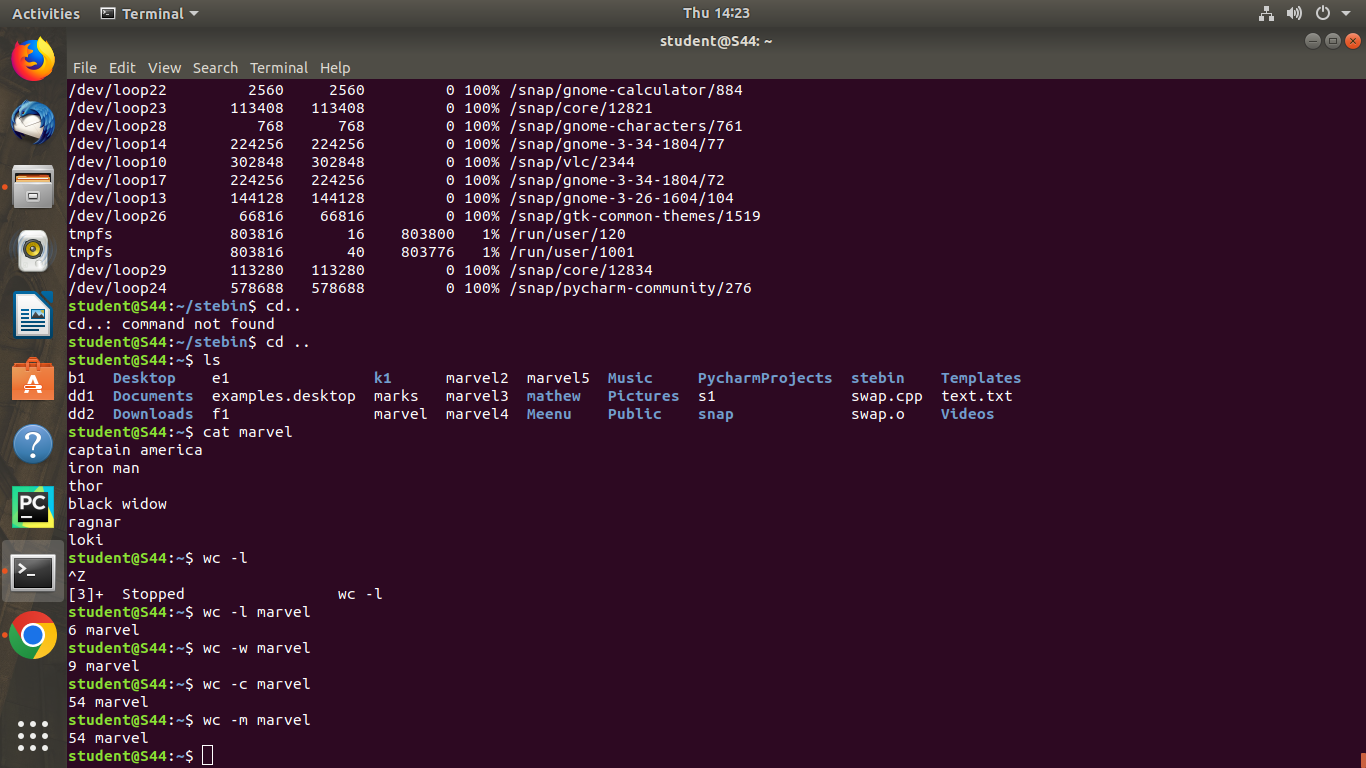 Activities Terminal Thu 14:23
student@S44: ~
File Edit View Search Terminal Help
/dev/loop22 2560 2560 0 100% /snap/gnome-calculator/884
/dev/loop23 113408 113408 0 100% /snap/core/12821
/dev/loop28 768 768 0 100% /snap/gnome-characters/761
/dev/loop14 224256 224256 0 100% /snap/gnome-3-34-1804/77
/dev/loop10 302848 302848 0 100% /snap/vlc/2344
/dev/loop17 224256 224256 0 100% /snap/gnome-3-34-1804/72
/dev/loop13 144128 144128 0 100% /snap/gnome-3-26-1604/104
/dev/loop26 66816 66816 0 100% /snap/gtk-common-themes/1519
tmpfs 803816 16 803800 1% /run/user/120
tmpfs 803816 40 803776 1% /run/user/1001
/dev/loop29 113280 113280 0 100% /snap/core/12834
/dev/loop24 578688 578688 0 100% /snap/pycharm-community/276
student@S44:~/stebin$ cd..
cd..: command not found
student@S44:~/stebin$ cd ..
student@S44:~$ ls
b1 Desktop e1 k1 marvel2 marvel5 Music PycharmProjects stebin Templates
dd1 Documents examples.desktop marks marvel3 mathew Pictures s1 swap.cpp text.txt
dd2 Downloads f1 marvel marvel4 Meenu Public snap swap.o Videos
student@S44:~$ cat marvel
captain america
iron man
thor
black widow
ragnar
loki
student@S44:~$ wc -l
^Z
[3]+ Stopped wc -l
student@S44:~$ wc -l marvel
6 marvel
student@S44:~$ wc -w marvel
9 marvel
student@S44:~$ wc -c marvel
54 marvel
student@S44:~$ wc -m marvel
54 marvel
student@S44:~$
PC